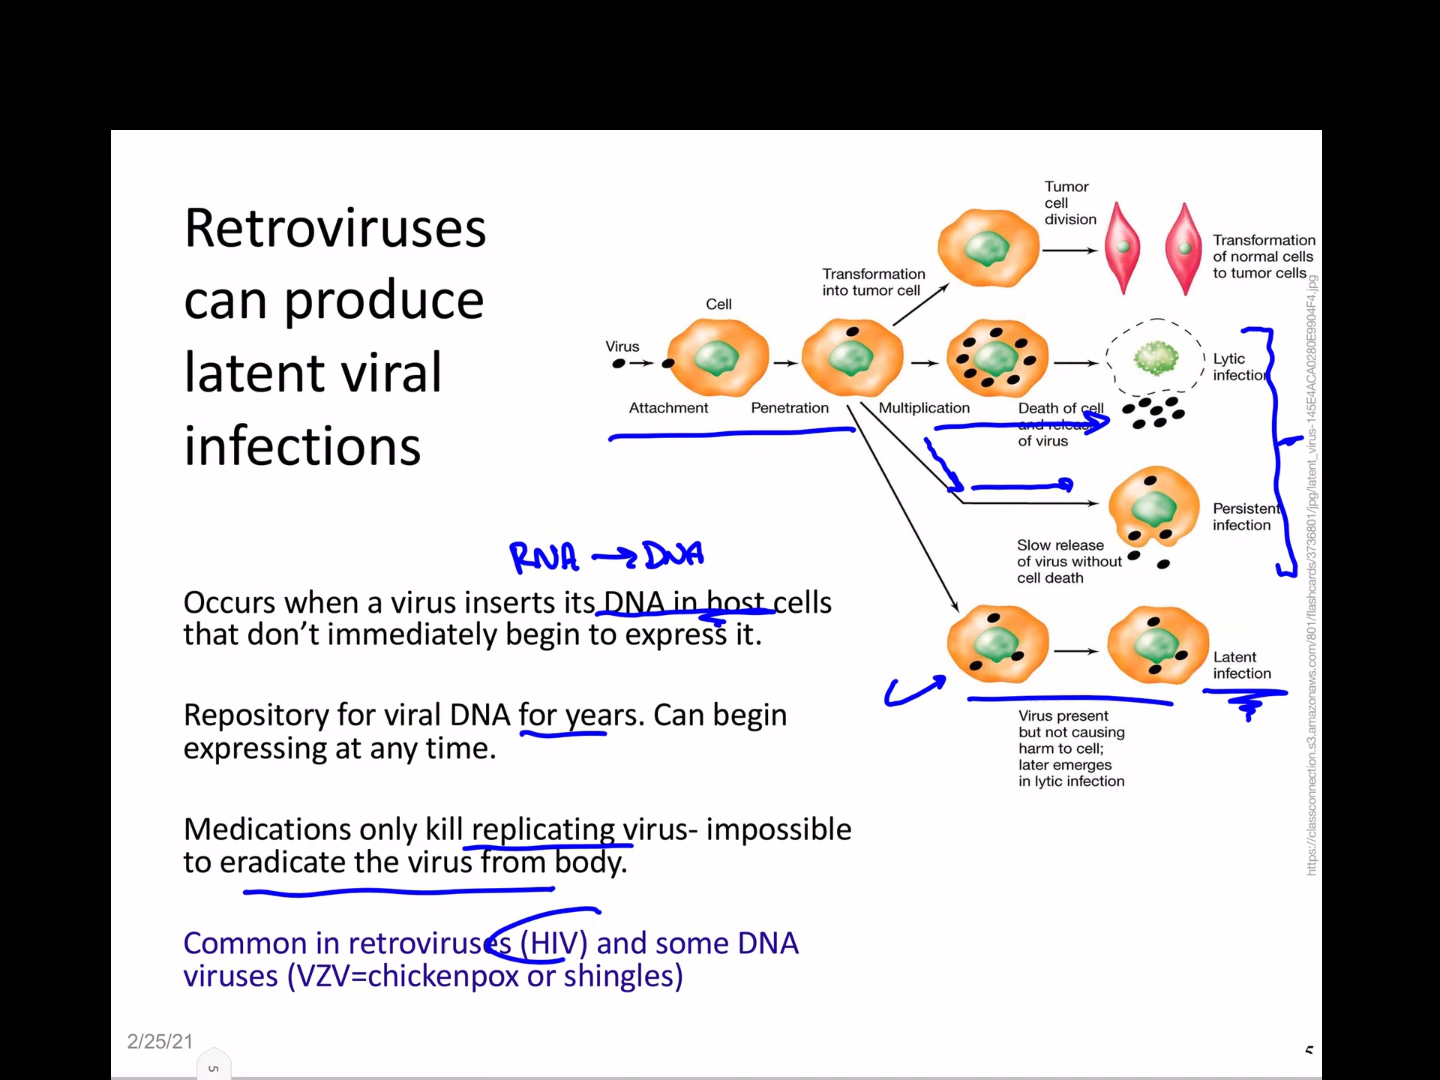 Retroviruses
can produce
latent viral
infections
RNA → DNA
Occurs when a virus inserts its DNA in host cells
that don’t immediately begin to express it.
Repository for viral DNA for years. Can begin
expressing at any time.
Medications only kill replicating virus- impossible
to eradicate the virus from body.
Common in retroviruses (HIV) and some DNA
viruses (VZV=chickenpox or shingles)
Tumor
cell
division
Transformation
of normal cells
to tumor cells
Transformation
into tumor cell
Cell
Virus
Attachment
Penetration
Multiplication
Death of cell
and release
of virus
Lytic
infection
Persistent
infection
Slow release
of virus without
cell death
Latent
infection
Virus present
but not causing
harm to cell;
later emerges
in lytic infection
https://classconnection.s3.amazonaws.com/801/flashcards/3736801/jpg/latent_virus-145E4ACA0280E9904F4.jpg
2/25/21
5
5